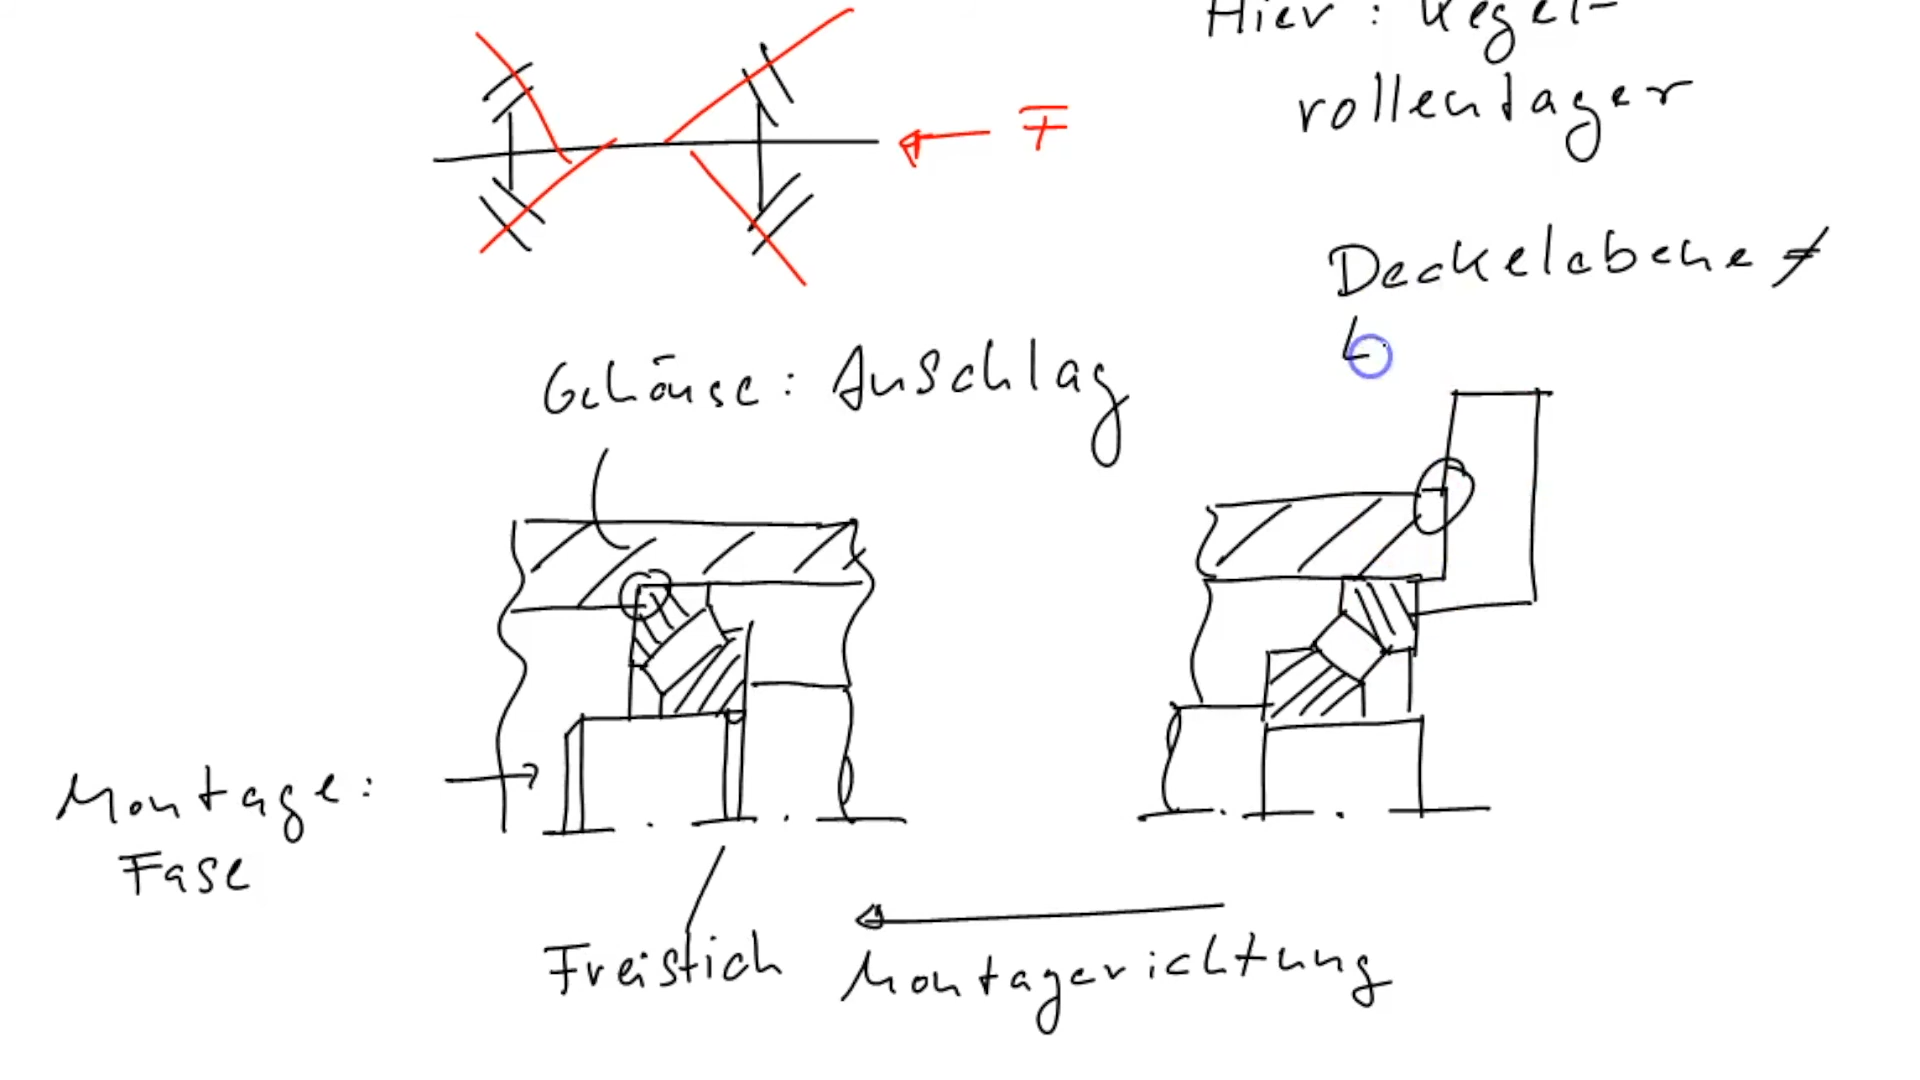 Hier : Kegel-
rollenlager
F
Deckelebene ≠
Gehäuse : Anschlag
Montage :
Fase
Freistich
Montagerichtung